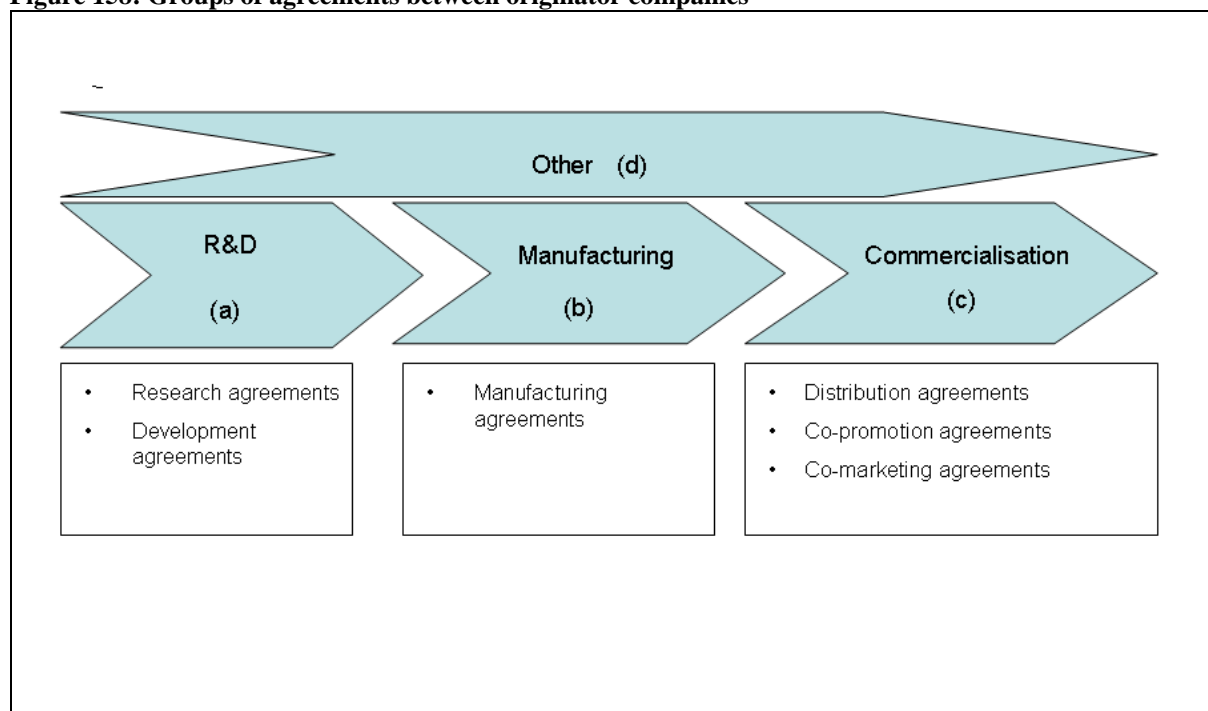 Figure 138: Groups of agreements between originator companies
Other (d)
R&D
(a)
Manufacturing
(b)
Commercialisation
(c)
• Research agreements
• Development
agreements
• Manufacturing
agreements
• Distribution agreements
• Co-promotion agreements
• Co-marketing agreements